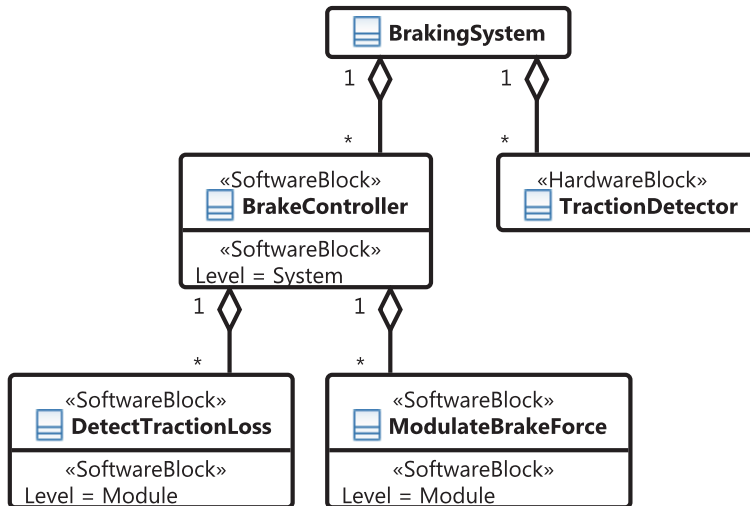 BrakingSystem
1
1
*
*
«SoftwareBlock»
BrakeController
«SoftwareBlock»
Level = System
«HardwareBlock»
TractionDetector
1
1
*
*
«SoftwareBlock»
DetectTractionLoss
«SoftwareBlock»
Level = Module
«SoftwareBlock»
ModulateBrakeForce
«SoftwareBlock»
Level = Module